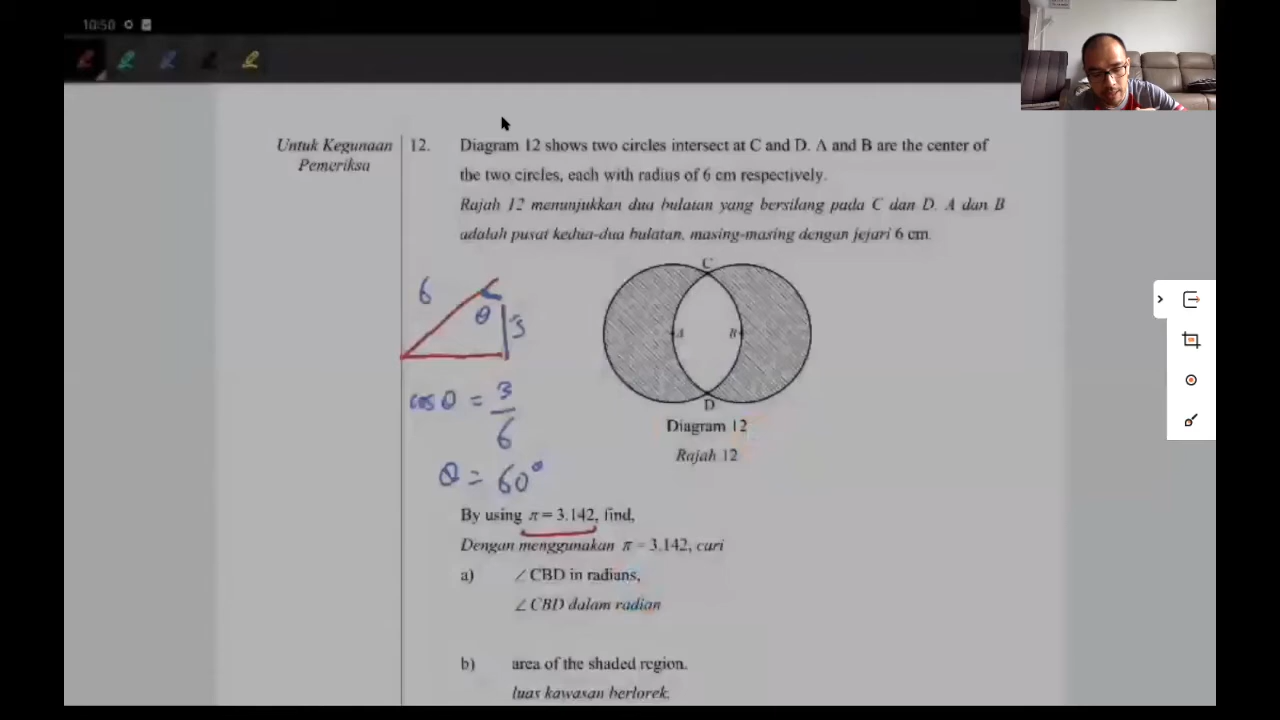 10:50
Untuk Kegunaan
Pemeriksa
12. Diagram 12 shows two circles intersect at C and D. A and B are the center of
the two circles, each with radius of 6 cm respectively.
Rajah 12 menunjukkan dua bulatan yang bersilang pada C dan D. A dan B
adalah pusat kedua-dua bulatan, masing-masing dengan jejari 6 cm.
C
6
θ
3
A
B
cos θ = 3/6
D
Diagram 12
Rajah 12
θ = 60°
By using π = 3.142, find,
Dengan menggunakan π = 3.142, cari
a) ∠CBD in radians,
∠CBD dalam radian
b) area of the shaded region.
luas kawasan berlorek.